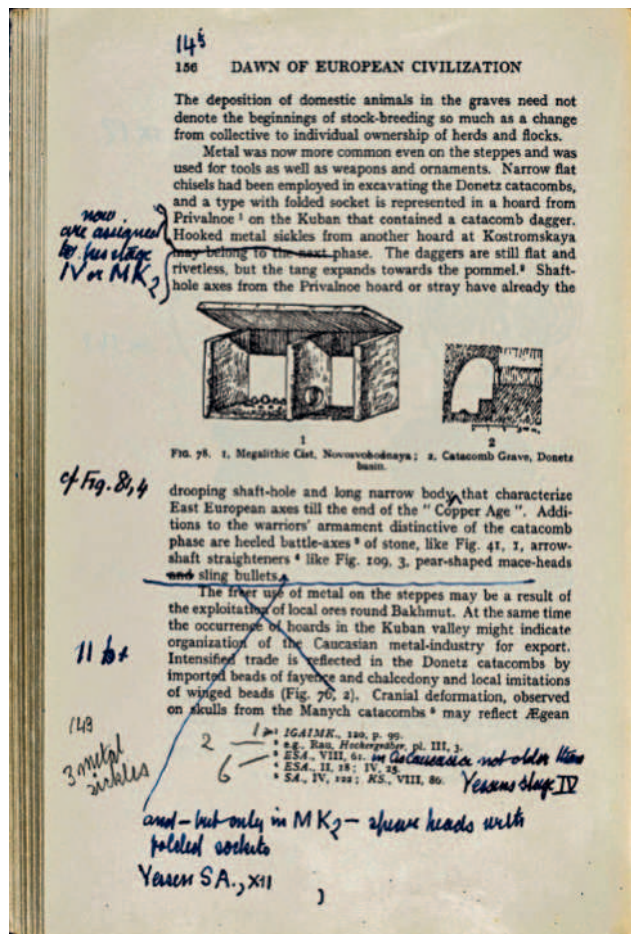 145
156 DAWN OF EUROPEAN CIVILIZATION
The deposition of domestic animals in the graves need not
denote the beginnings of stock-breeding so much as a change
from collective to individual ownership of herds and flocks.
Metal was now more common even on the steppes and was
used for tools as well as weapons and ornaments. Narrow flat
chisels had been employed in excavating the Donetz catacombs,
and a type with folded socket is represented in a hoard from
Privalnoe ¹ on the Kuban that contained a catacomb dagger.
Hooked metal sickles from another hoard at Kostromskaya
may belong to the next phase. The daggers are still flat and
rivetless, but the tang expands towards the pommel.² Shaft-
hole axes from the Privalnoe hoard or stray have already the
now
are assigned
to his stage
IV or MK2
1
2
FIG. 78. 1, Megalithic Cist, Novosvobodnaya; 2, Catacomb Grave, Donetz
basin.
cf Fig. 81, 4
drooping shaft-hole and long narrow body that characterize
East European axes till the end of the " Copper Age ". Addi-
tions to the warriors' armament distinctive of the catacomb
phase are heeled battle-axes ³ of stone, like Fig. 41, 1, arrow-
shaft straighteners ⁴ like Fig. 109, 3, pear-shaped mace-heads
and sling bullets.
The freer use of metal on the steppes may be a result of
the exploitation of local ores round Bakhmut. At the same time
the occurrence of hoards in the Kuban valley might indicate
organization of the Caucasian metal-industry for export.
Intensified trade is reflected in the Donetz catacombs by
imported beads of fayence and chalcedony and local imitations
of winged beads (Fig. 76, 2). Cranial deformation, observed
on skulls from the Manych catacombs ⁵ may reflect Ægean
11 bt
149
3 metal
sickles
1
2
6
¹ IGAIMK., 120, p. 99.
² e.g., Rau, Hockergräber, pl. III, 3.
³ ESA., VIII, 61. in Ciscaucasia not older than
⁴ ESA., II, 18; IV, 25. Yessens stage IV
⁵ SA., IV, 122; KS., VIII, 86.
and – but only in MK2 – spear heads with
folded sockets
Yessen SA., XII